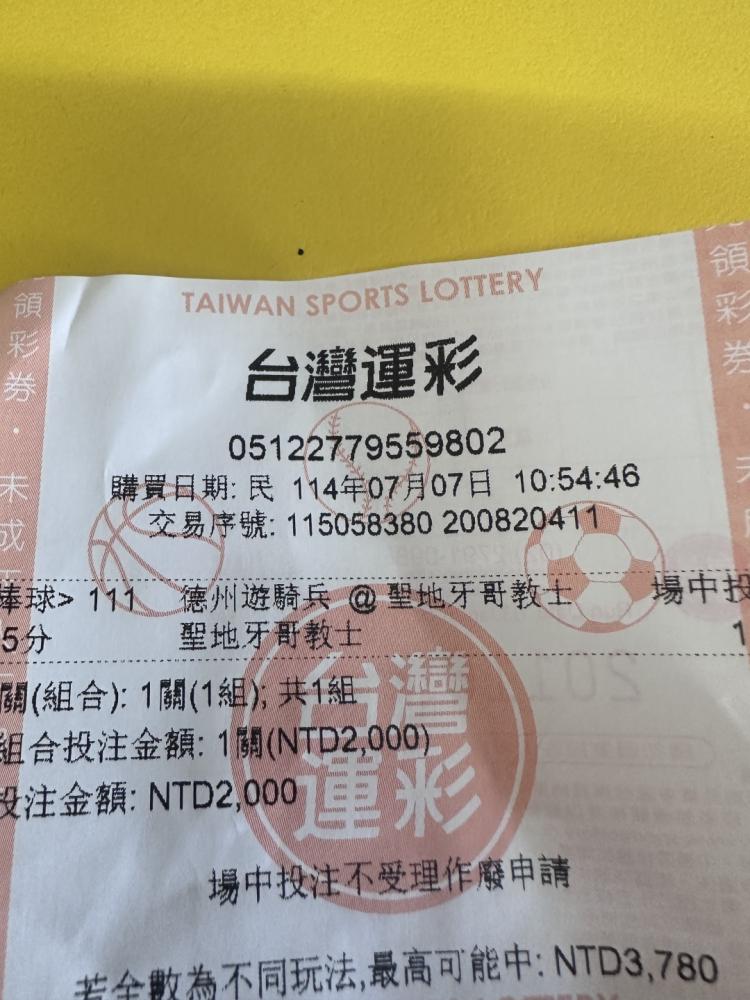 TAIWAN SPORTS LOTTERY
台灣運彩
05122779559802
購買日期: 民 114年07月07日 10:54:46
交易序號: 115058380 200820411
棒球> 111 德州遊騎兵 @ 聖地牙哥教士 場中投
5分 聖地牙哥教士 1
關(組合): 1關(1組); 共1組
組合投注金額: 1關(NTD2,000)
投注金額: NTD2,000
台灣
運彩
場中投注不受理作廢申請
若全數為不同玩法,最高可能中: NTD3,780
領彩券・未成
領彩券・